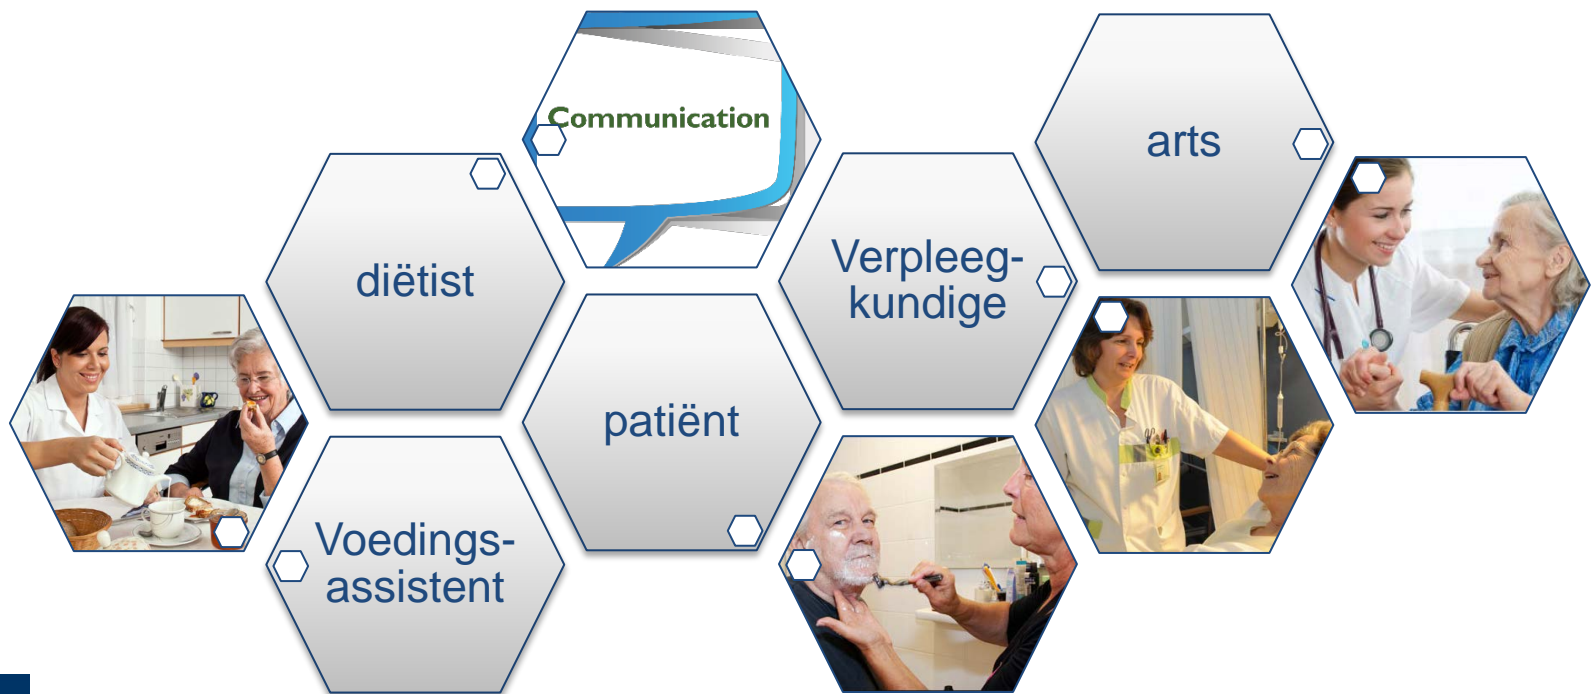 Communication
arts
diëtist
Verpleeg-
kundige
patiënt
Voedings-
assistent